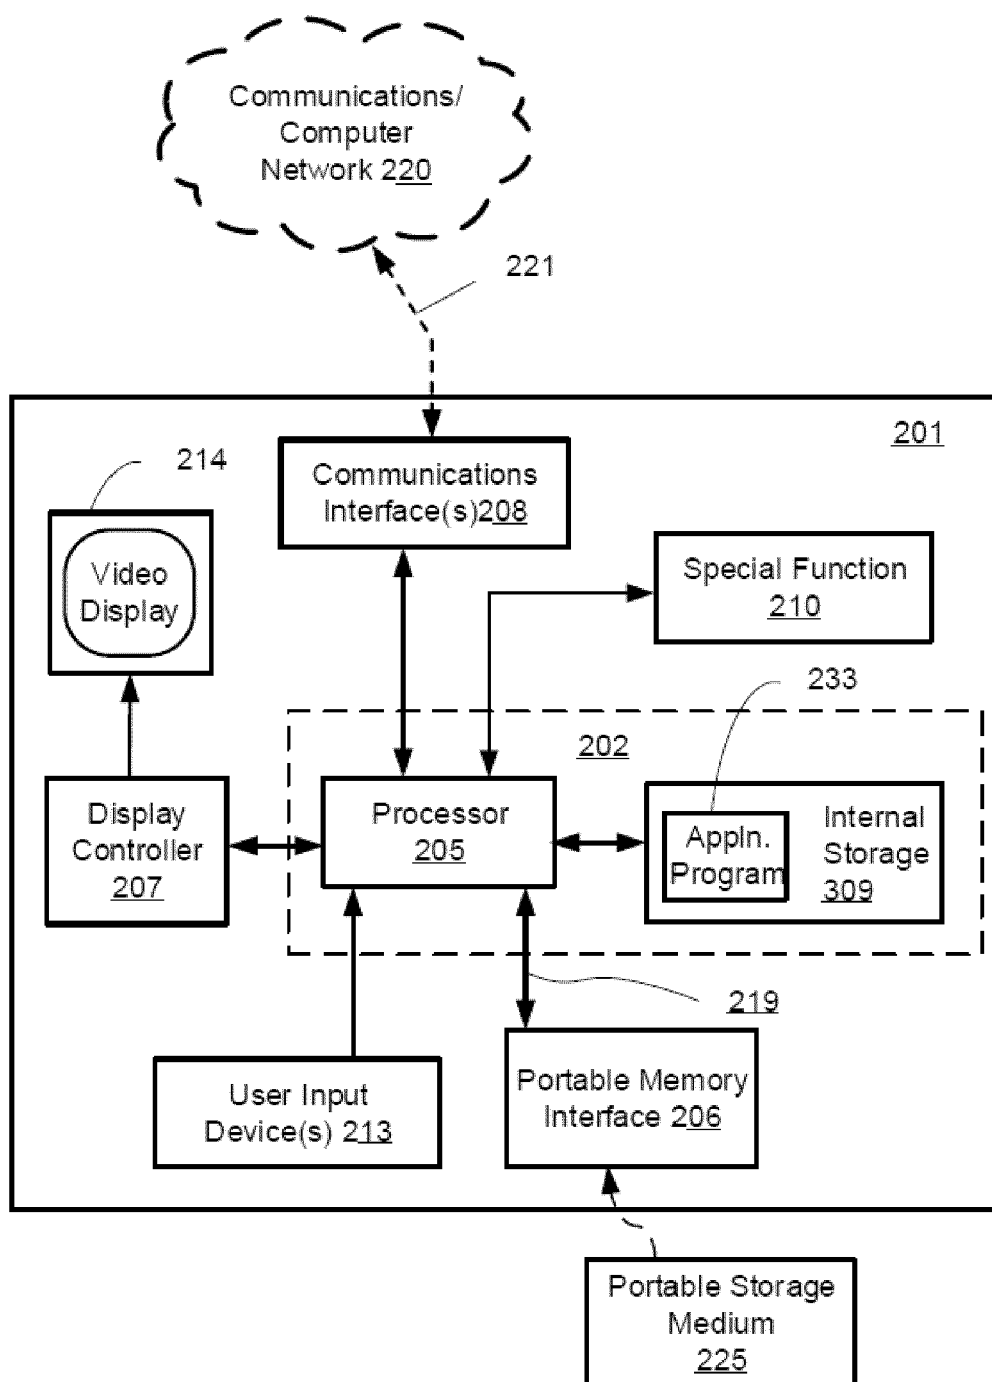 Communications/
Computer
Network 220
221
201
Communications
Interface(s)208
214
Video
Display
Special Function
210
233
202
Display
Controller
207
Processor
205
Appln.
Program
Internal
Storage
309
219
User Input
Device(s) 213
Portable Memory
Interface 206
Portable Storage
Medium
225